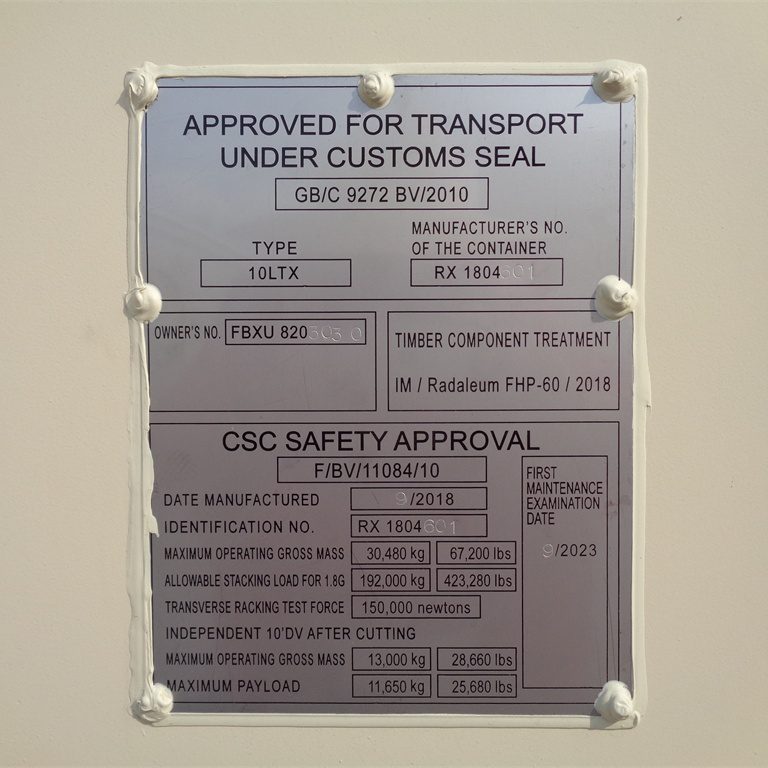 APPROVED FOR TRANSPORT
UNDER CUSTOMS SEAL
GB/C 9272 BV/2010
TYPE
10LTX
MANUFACTURER'S NO.
OF THE CONTAINER
RX 1804601
OWNER'S NO. FBXU 8203030
TIMBER COMPONENT TREATMENT
IM / Radaleum FHP-60 / 2018
CSC SAFETY APPROVAL
F/BV/11084/10
DATE MANUFACTURED 9/2018
IDENTIFICATION NO. RX 1804601
MAXIMUM OPERATING GROSS MASS 30,480 kg 67,200 lbs
ALLOWABLE STACKING LOAD FOR 1.8G 192,000 kg 423,280 lbs
TRANSVERSE RACKING TEST FORCE 150,000 newtons
INDEPENDENT 10'DV AFTER CUTTING
MAXIMUM OPERATING GROSS MASS 13,000 kg 28,660 lbs
MAXIMUM PAYLOAD 11,650 kg 25,680 lbs
FIRST
MAINTENANCE
EXAMINATION
DATE
9/2023